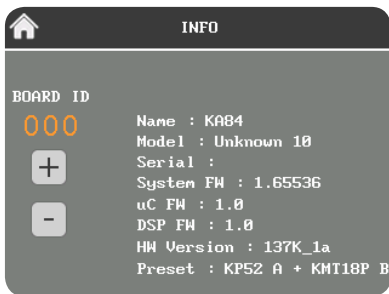 INFO
BOARD ID
000
+
-
Name : KA84
Model : Unknown 10
Serial :
System FW : 1.65536
uC FW : 1.0
DSP FW : 1.0
HW Version : 137K_1a
Preset : KP52 A + KMT18P B